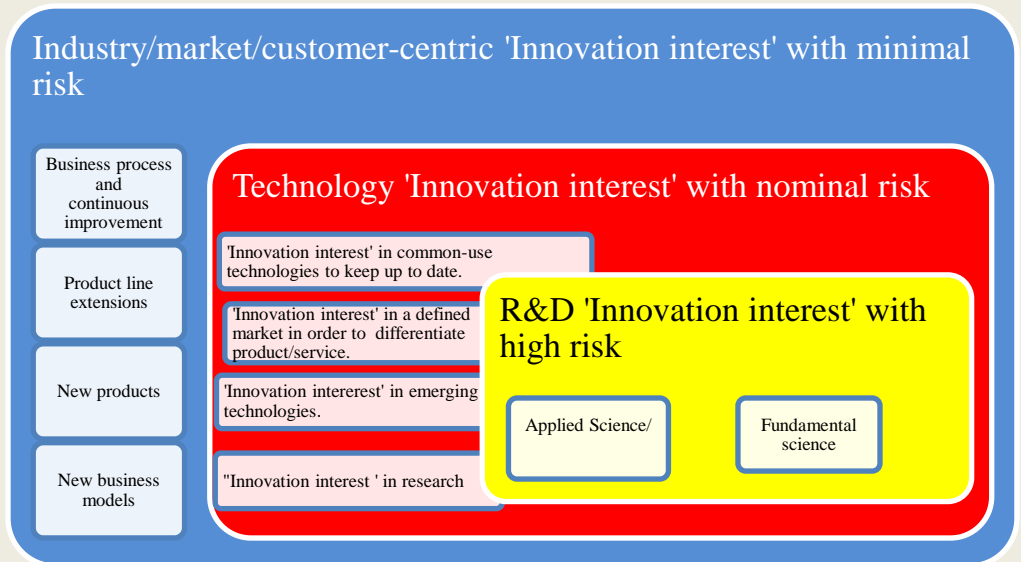 Industry/market/customer-centric 'Innovation interest' with minimal
risk
Business process
and
continuous
improvement
Product line
extensions
New products
New business
models
Technology 'Innovation interest' with nominal risk
'Innovation interest' in common-use
technologies to keep up to date.
'Innovation interest' in a defined
market in order to differentiate
product/service.
'Innovation intererest' in emerging
technologies.
"Innovation interest ' in research
R&D 'Innovation interest' with
high risk
Applied Science/
Fundamental
science